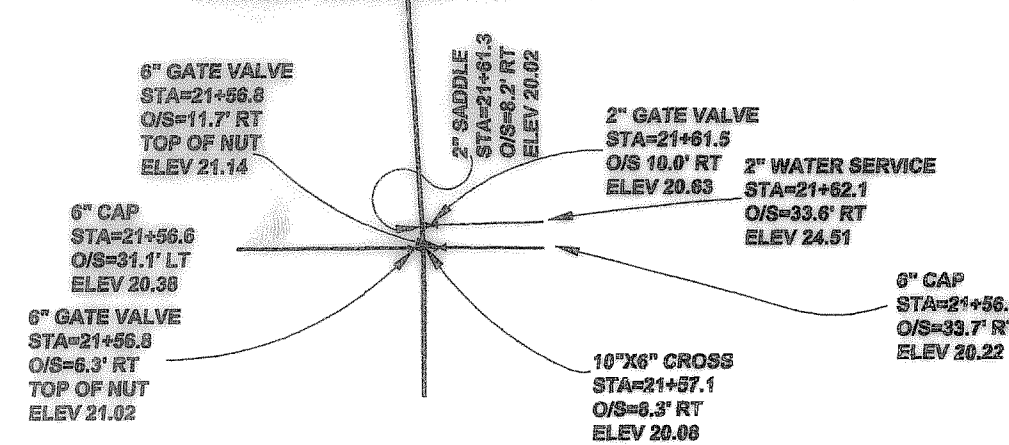 6" GATE VALVE
STA=21+56.8
O/S=11.7' RT
TOP OF NUT
ELEV 21.14
2" SADDLE
STA=21+61.3
O/S=8.2' RT
ELEV 20.02
2" GATE VALVE
STA=21+61.5
O/S 10.0' RT
ELEV 20.63
2" WATER SERVICE
STA=21+62.1
O/S=33.6' RT
ELEV 24.51
6" CAP
STA=21+56.6
O/S=31.1' LT
ELEV 20.38
6" GATE VALVE
STA=21+56.8
O/S=6.3' RT
TOP OF NUT
ELEV 21.02
10"X6" CROSS
STA=21+57.1
O/S=8.3' RT
ELEV 20.08
6" CAP
STA=21+56.
O/S=33.7' R
ELEV 20.22